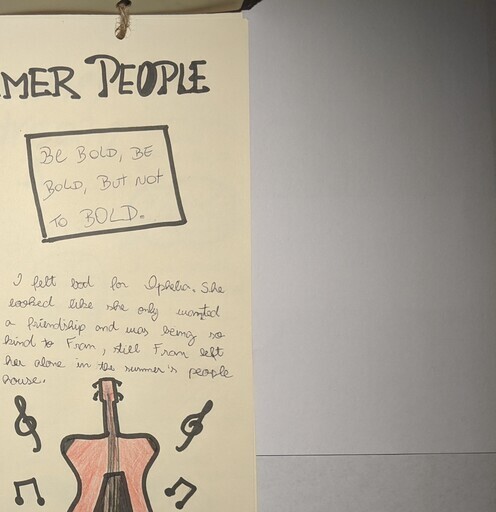 MER PEOPLE
BE BOLD, BE
BOLD, BUT NOT
TO BOLD.
I felt bad for Ophelia. She
looked like she only wanted
a friendship and was being so
kind to Fran, still Fran left
her alone in the summer's people
house.